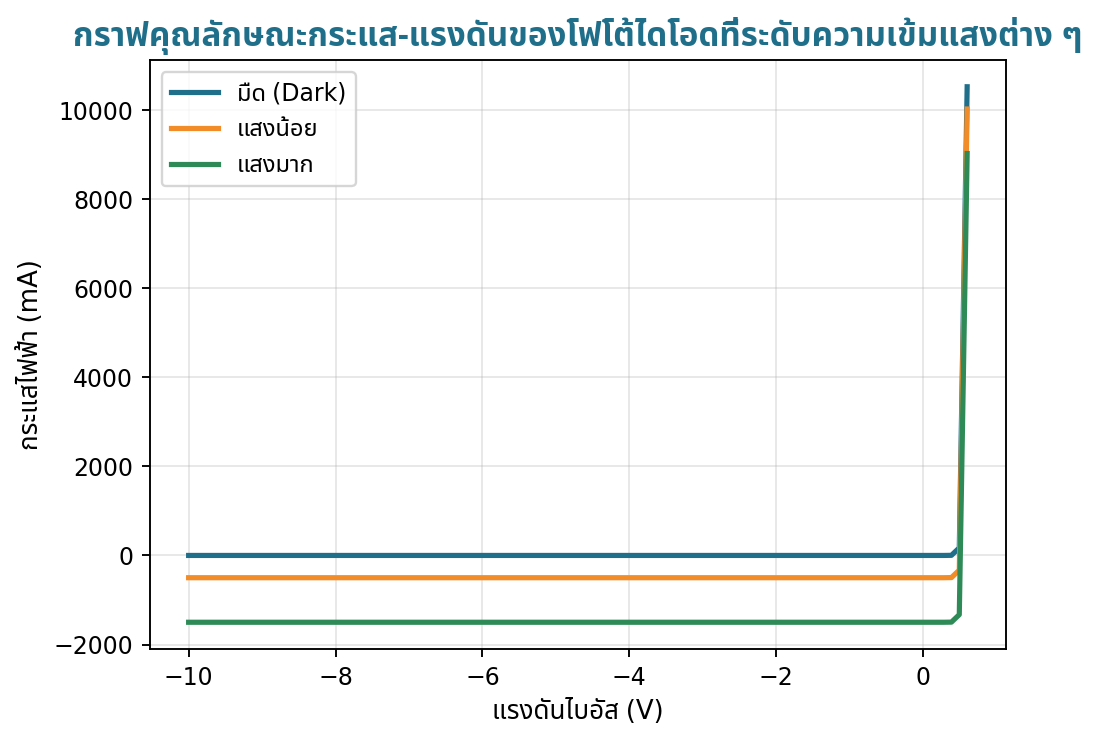 กราฟคุณลักษณะกระแส-แรงดันของโฟโต้ไดโอดที่ระดับความเข้มแสงต่าง ๆ
มืด (Dark)
แสงน้อย
แสงมาก
กระแสไฟฟ้า (mA)
10000
8000
6000
4000
2000
0
−2000
−10 −8 −6 −4 −2 0
แรงดันไบอัส (V)